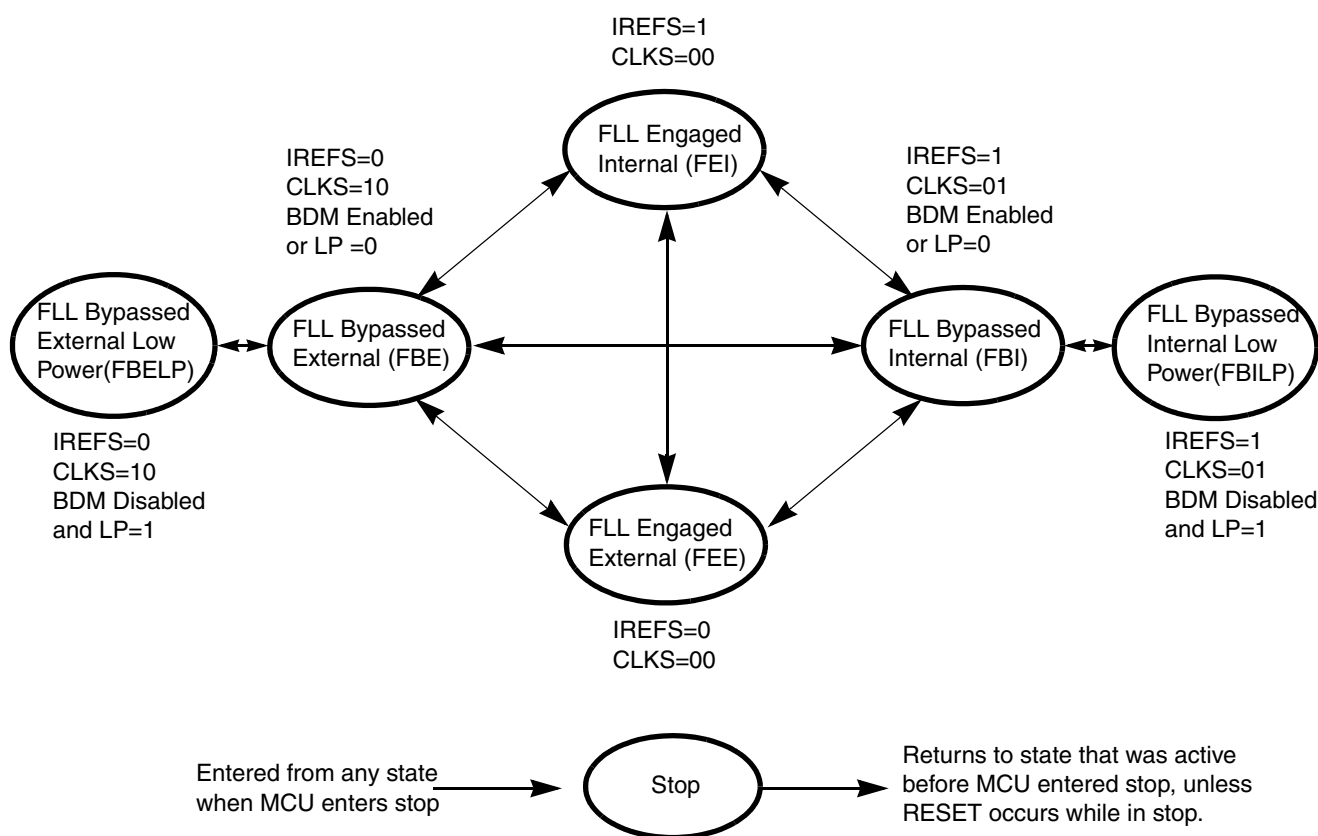 IREFS=1
CLKS=00
FLL Engaged
Internal (FEI)
IREFS=0
CLKS=10
BDM Enabled
or LP =0
IREFS=1
CLKS=01
BDM Enabled
or LP=0
FLL Bypassed
External Low
Power(FBELP)
FLL Bypassed
External (FBE)
FLL Bypassed
Internal (FBI)
FLL Bypassed
Internal Low
Power(FBILP)
IREFS=0
CLKS=10
BDM Disabled
and LP=1
FLL Engaged
External (FEE)
IREFS=1
CLKS=01
BDM Disabled
and LP=1
IREFS=0
CLKS=00
Entered from any state
when MCU enters stop
Stop
Returns to state that was active
before MCU entered stop, unless
RESET occurs while in stop.